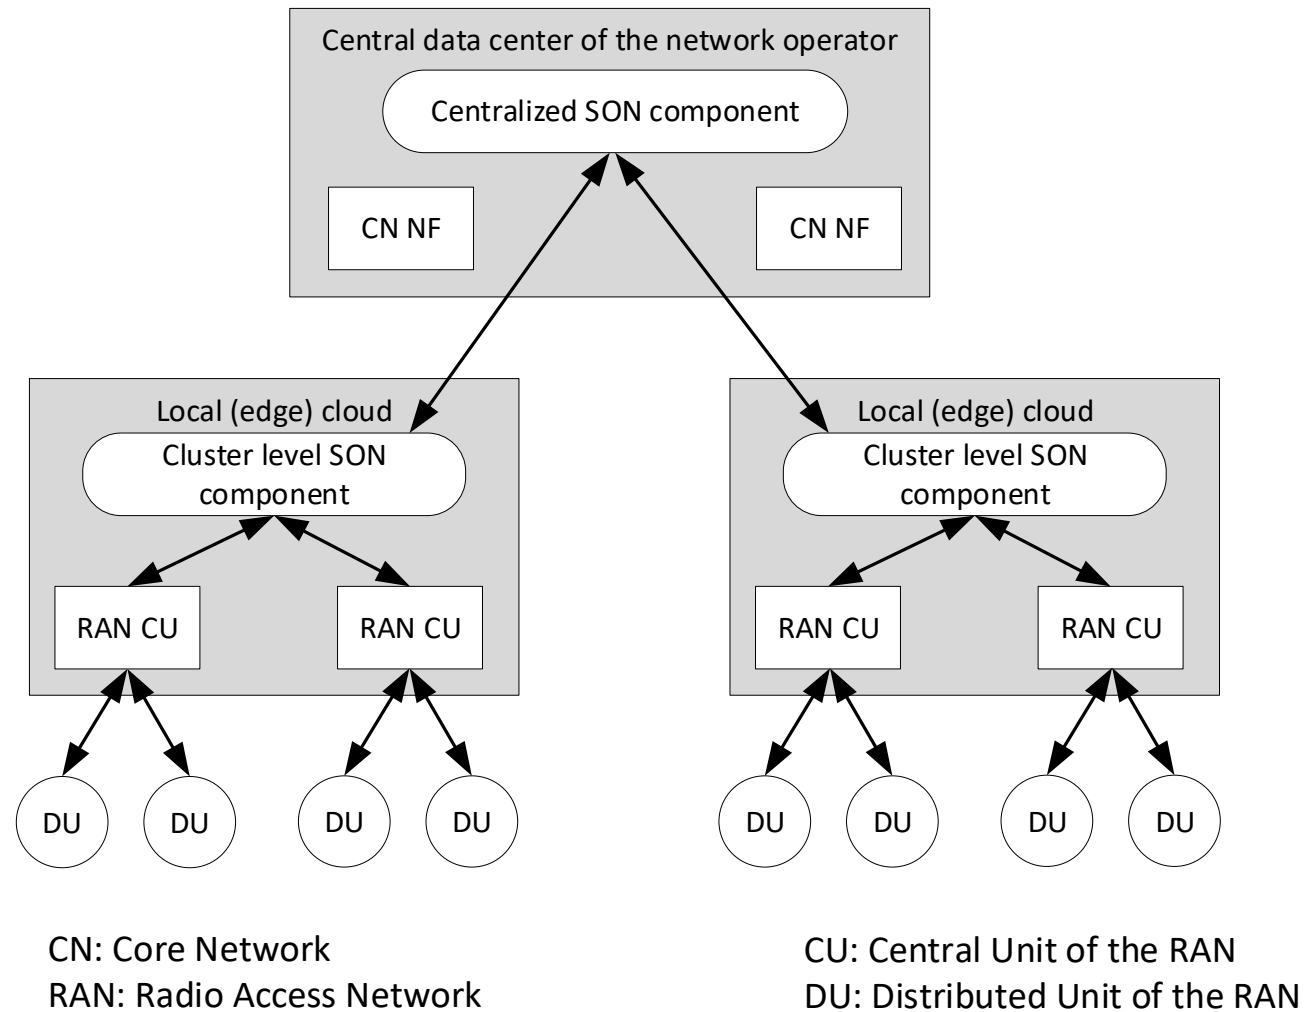 Central data center of the network operator
Centralized SON component
CN NF
CN NF
Local (edge) cloud
Cluster level SON
component
RAN CU
RAN CU
DU
DU
DU
DU
Local (edge) cloud
Cluster level SON
component
RAN CU
RAN CU
DU
DU
DU
DU
CN: Core Network
RAN: Radio Access Network
CU: Central Unit of the RAN
DU: Distributed Unit of the RAN